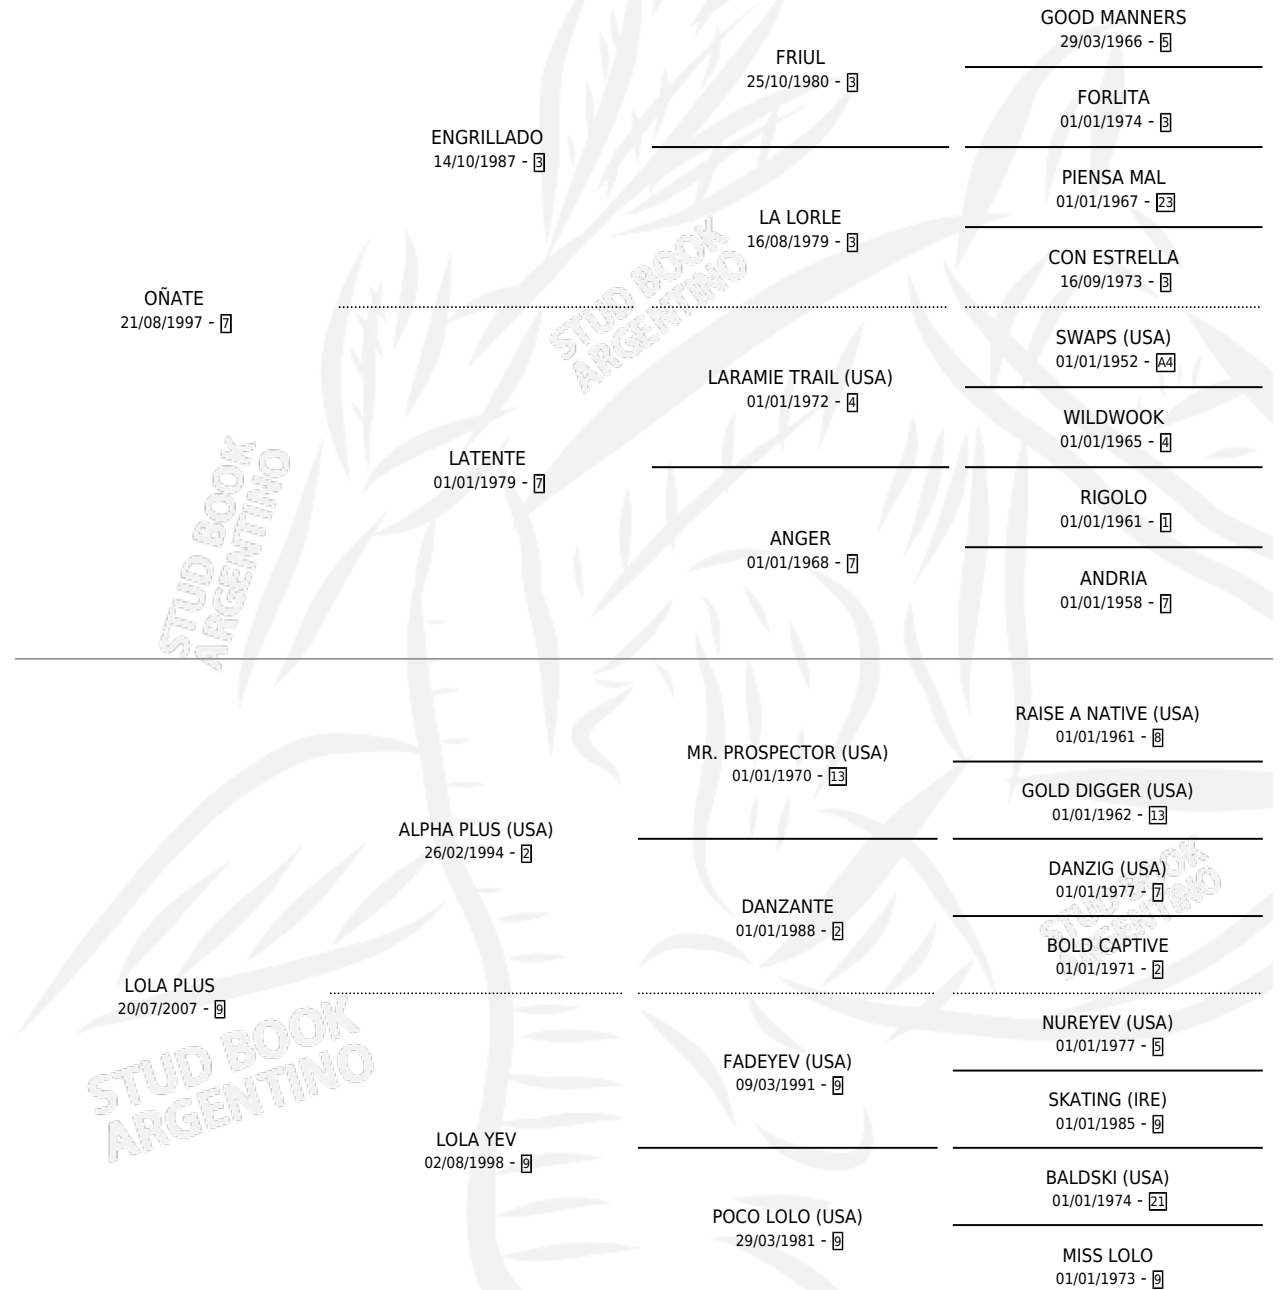 GOOD MANNERS
29/03/1966 - 5
FRIUL
25/10/1980 - 3
FORLITA
01/01/1974 - 3
ENGRILLADO
14/10/1987 - 3
PIENSA MAL
01/01/1967 - 23
LA LORLE
16/08/1979 - 3
CON ESTRELLA
16/09/1973 - 3
OÑATE
21/08/1997 - 7
SWAPS (USA)
01/01/1952 - A4
LARAMIE TRAIL (USA)
01/01/1972 - 4
WILDWOOK
01/01/1965 - 4
LATENTE
01/01/1979 - 7
RIGOLO
01/01/1961 - 1
ANGER
01/01/1968 - 7
ANDRIA
01/01/1958 - 7
STUD BOOK
ARGENTINO
STUD BOOK
ARGENTINO
RAISE A NATIVE (USA)
01/01/1961 - 8
MR. PROSPECTOR (USA)
01/01/1970 - 13
GOLD DIGGER (USA)
01/01/1962 - 13
ALPHA PLUS (USA)
26/02/1994 - 2
DANZIG (USA)
01/01/1977 - 7
DANZANTE
01/01/1988 - 2
BOLD CAPTIVE
01/01/1971 - 2
LOLA PLUS
20/07/2007 - 9
NUREYEV (USA)
01/01/1977 - 5
FADEYEV (USA)
09/03/1991 - 9
SKATING (IRE)
01/01/1985 - 9
LOLA YEV
02/08/1998 - 9
BALDSKI (USA)
01/01/1974 - 21
POCO LOLO (USA)
29/03/1981 - 9
MISS LOLO
01/01/1973 - 9
STUD BOOK
ARGENTINO
STUD BOOK
ARGENTINO